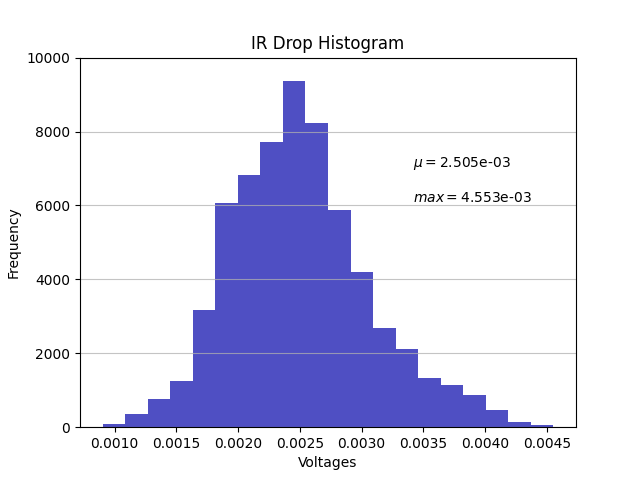 IR Drop Histogram
10000
8000
6000
4000
2000
0
Frequency
μ = 2.505e-03
max = 4.553e-03
0.0010 0.0015 0.0020 0.0025 0.0030 0.0035 0.0040 0.0045
Voltages